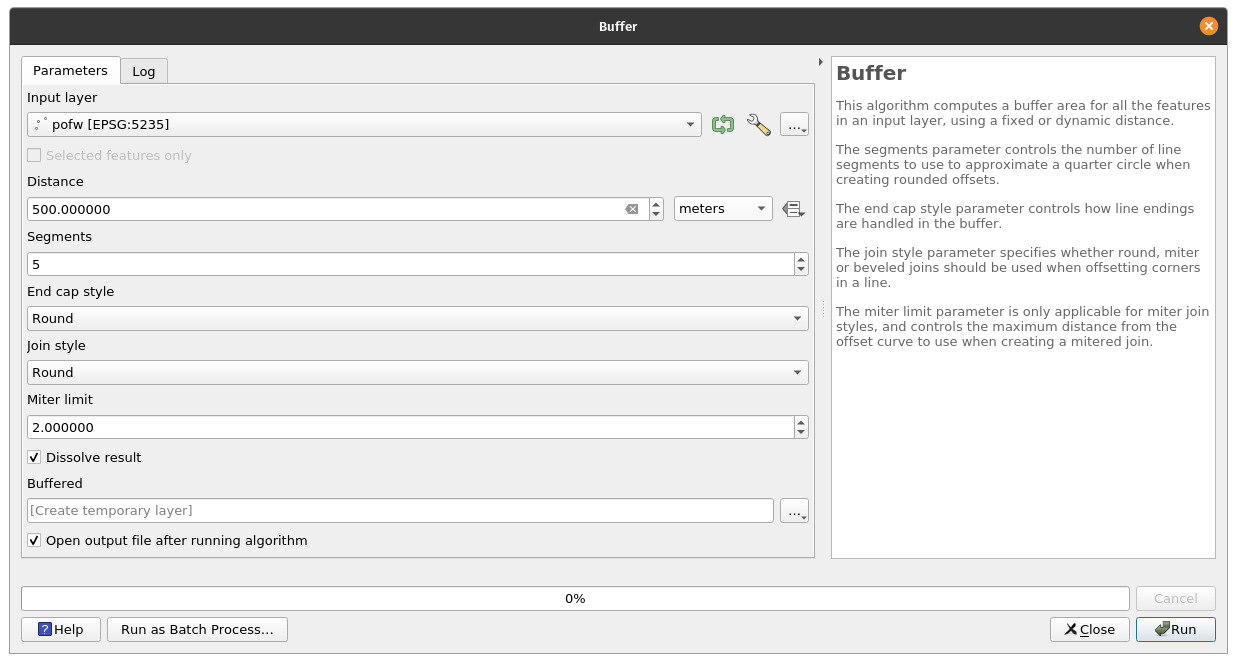 Buffer
Parameters
Log
Input layer
pofw [EPSG:5235]
...
Selected features only
Distance
500.000000
meters
Segments
5
End cap style
Round
Join style
Round
Miter limit
2.000000
Dissolve result
Buffered
[Create temporary layer]
...
Open output file after running algorithm
Buffer
This algorithm computes a buffer area for all the features
in an input layer, using a fixed or dynamic distance.
The segments parameter controls the number of line
segments to use to approximate a quarter circle when
creating rounded offsets.
The end cap style parameter controls how line endings
are handled in the buffer.
The join style parameter specifies whether round, miter
or beveled joins should be used when offsetting corners
in a line.
The miter limit parameter is only applicable for miter join
styles, and controls the maximum distance from the
offset curve to use when creating a mitered join.
0%
Cancel
? Help
Run as Batch Process...
Close
Run